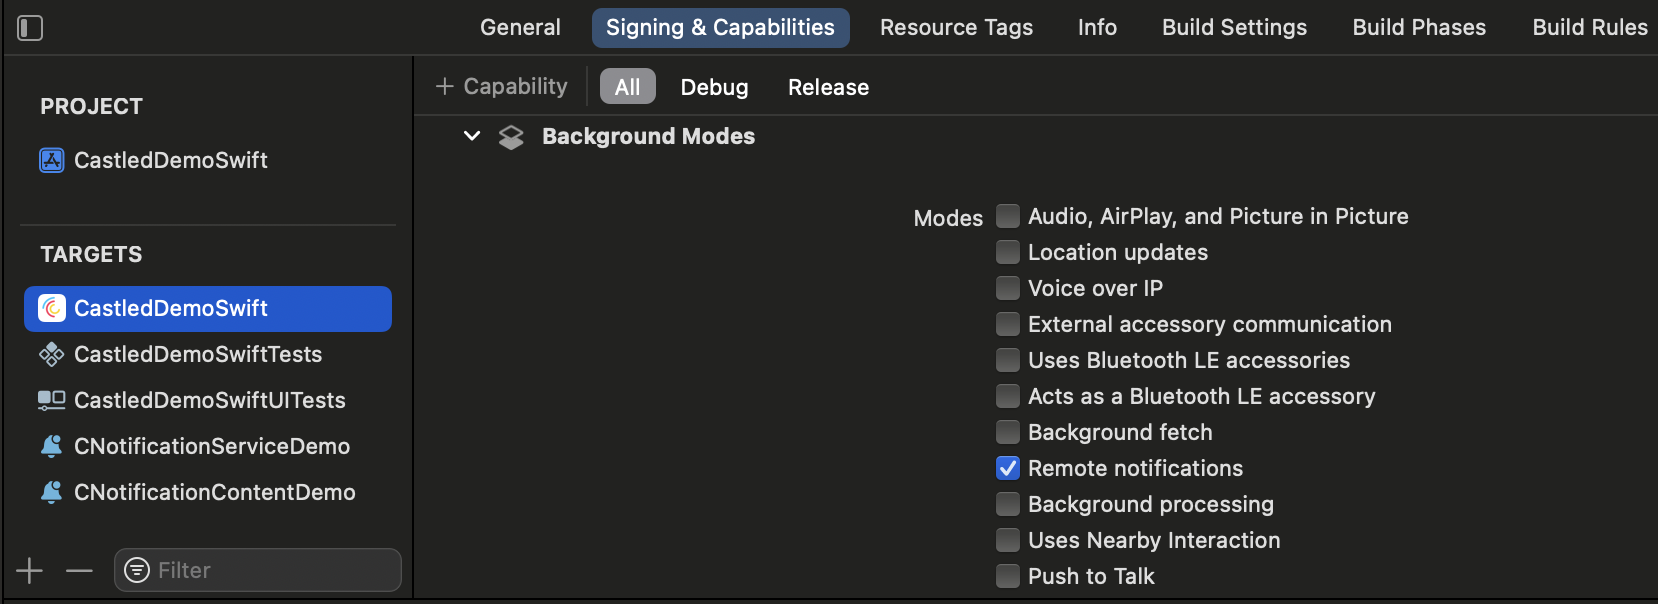 General Signing & Capabilities Resource Tags Info Build Settings Build Phases Build Rules
PROJECT
CastledDemoSwift
TARGETS
CastledDemoSwift
CastledDemoSwiftTests
CastledDemoSwiftUITests
CNotificationServiceDemo
CNotificationContentDemo
Filter
+ Capability All Debug Release
Background Modes
Modes
Audio, AirPlay, and Picture in Picture
Location updates
Voice over IP
External accessory communication
Uses Bluetooth LE accessories
Acts as a Bluetooth LE accessory
Background fetch
Remote notifications
Background processing
Uses Nearby Interaction
Push to Talk